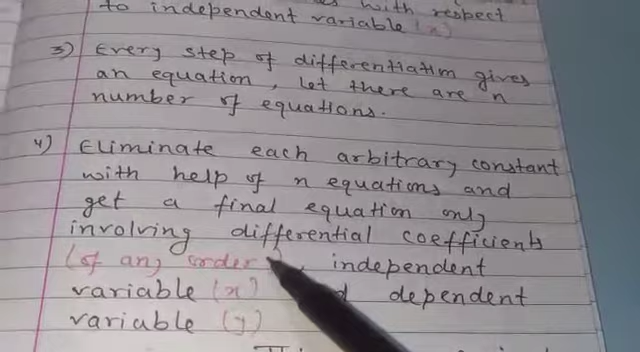 with respect
to independent variable (x)
3) Every step of differentiation gives
an equation, let there are n
number of equations.
4) Eliminate each arbitrary constant
with help of n equations and
get a final equation only
involving differential coefficients
(of any order), independent
variable (x) dependent
variable (y)